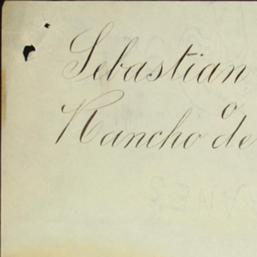 Sebastian
o
Rancho de